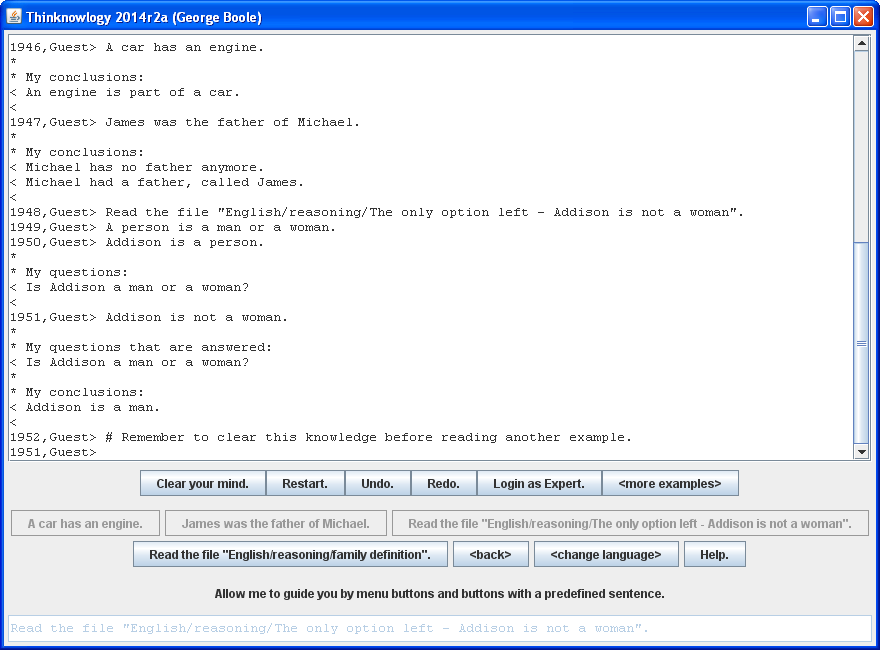 Thinknowlogy 2014r2a (George Boole)
1946,Guest> A car has an engine.
*
* My conclusions:
< An engine is part of a car.
<
1947,Guest> James was the father of Michael.
*
* My conclusions:
< Michael has no father anymore.
< Michael had a father, called James.
<
1948,Guest> Read the file "English/reasoning/The only option left - Addison is not a woman".
1949,Guest> A person is a man or a woman.
1950,Guest> Addison is a person.
*
* My questions:
< Is Addison a man or a woman?
<
1951,Guest> Addison is not a woman.
*
* My questions that are answered:
< Is Addison a man or a woman?
*
* My conclusions:
< Addison is a man.
<
1952,Guest> # Remember to clear this knowledge before reading another example.
1951,Guest>
Clear your mind. Restart. Undo. Redo. Login as Expert. <more examples>
A car has an engine. James was the father of Michael. Read the file "English/reasoning/The only option left - Addison is not a woman".
Read the file "English/reasoning/family definition". <back> <change language> Help.
Allow me to guide you by menu buttons and buttons with a predefined sentence.
Read the file "English/reasoning/The only option left - Addison is not a woman".